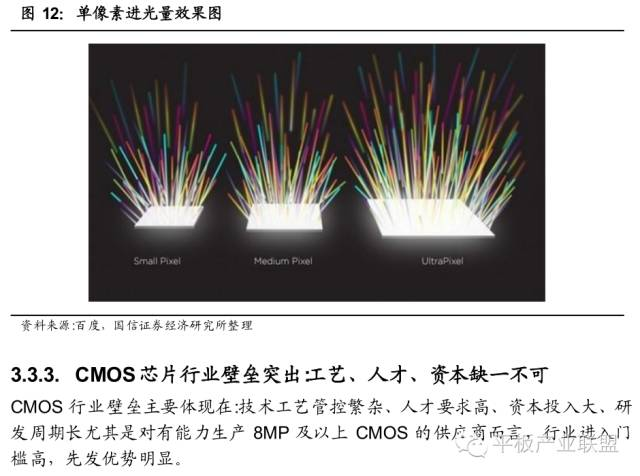 图 12: 单像素进光量效果图
Small Pixel
Medium Pixel
UltraPixel
资料来源:百度，国信证券经济研究所整理
3.3.3. CMOS 芯片行业壁垒突出:工艺、人才、资本缺一不可
CMOS 行业壁垒主要体现在:技术工艺管控繁杂、人才要求高、资本投入大、研
发周期长尤其是对有能力生产 8MP 及以上 CMOS 的供应商而言，行业进入门
槛高，先发优势明显。
平板产业联盟